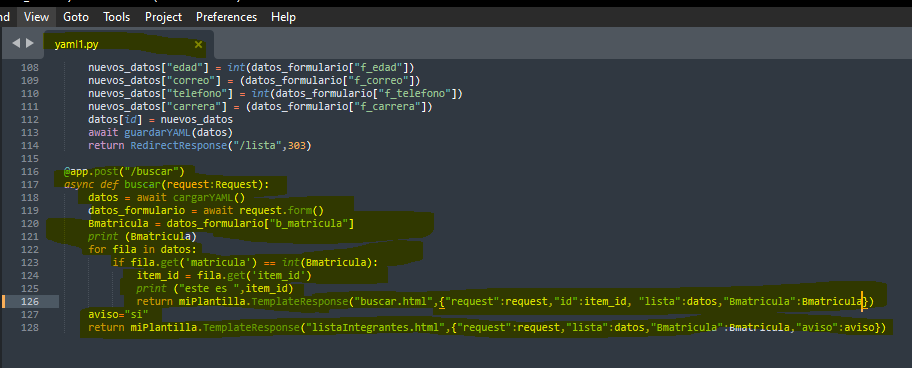 nd View Goto Tools Project Preferences Help
yaml1.py ×
108 nuevos_datos["edad"] = int(datos_formulario["f_edad"])
109 nuevos_datos["correo"] = (datos_formulario["f_correo"])
110 nuevos_datos["telefono"] = int(datos_formulario["f_telefono"])
111 nuevos_datos["carrera"] = (datos_formulario["f_carrera"])
112 datos[id] = nuevos_datos
113 await guardarYAML(datos)
114 return RedirectResponse("/lista",303)
115
116 @app.post("/buscar")
117 async def buscar(request:Request):
118 datos = await cargarYAML()
119 datos_formulario = await request.form()
120 Bmatricula = datos_formulario["b_matricula"]
121 print (Bmatricula)
122 for fila in datos:
123 if fila.get('matricula') == int(Bmatricula):
124 item_id = fila.get('item_id')
125 print ("este es ",item_id)
126 return miPlantilla.TemplateResponse("buscar.html",{"request":request,"id":item_id, "lista":datos,"Bmatricula":Bmatricula})
127 aviso="si"
128 return miPlantilla.TemplateResponse("listaIntegrantes.html",{"request":request,"lista":datos,"Bmatricula":Bmatricula,"aviso":aviso})